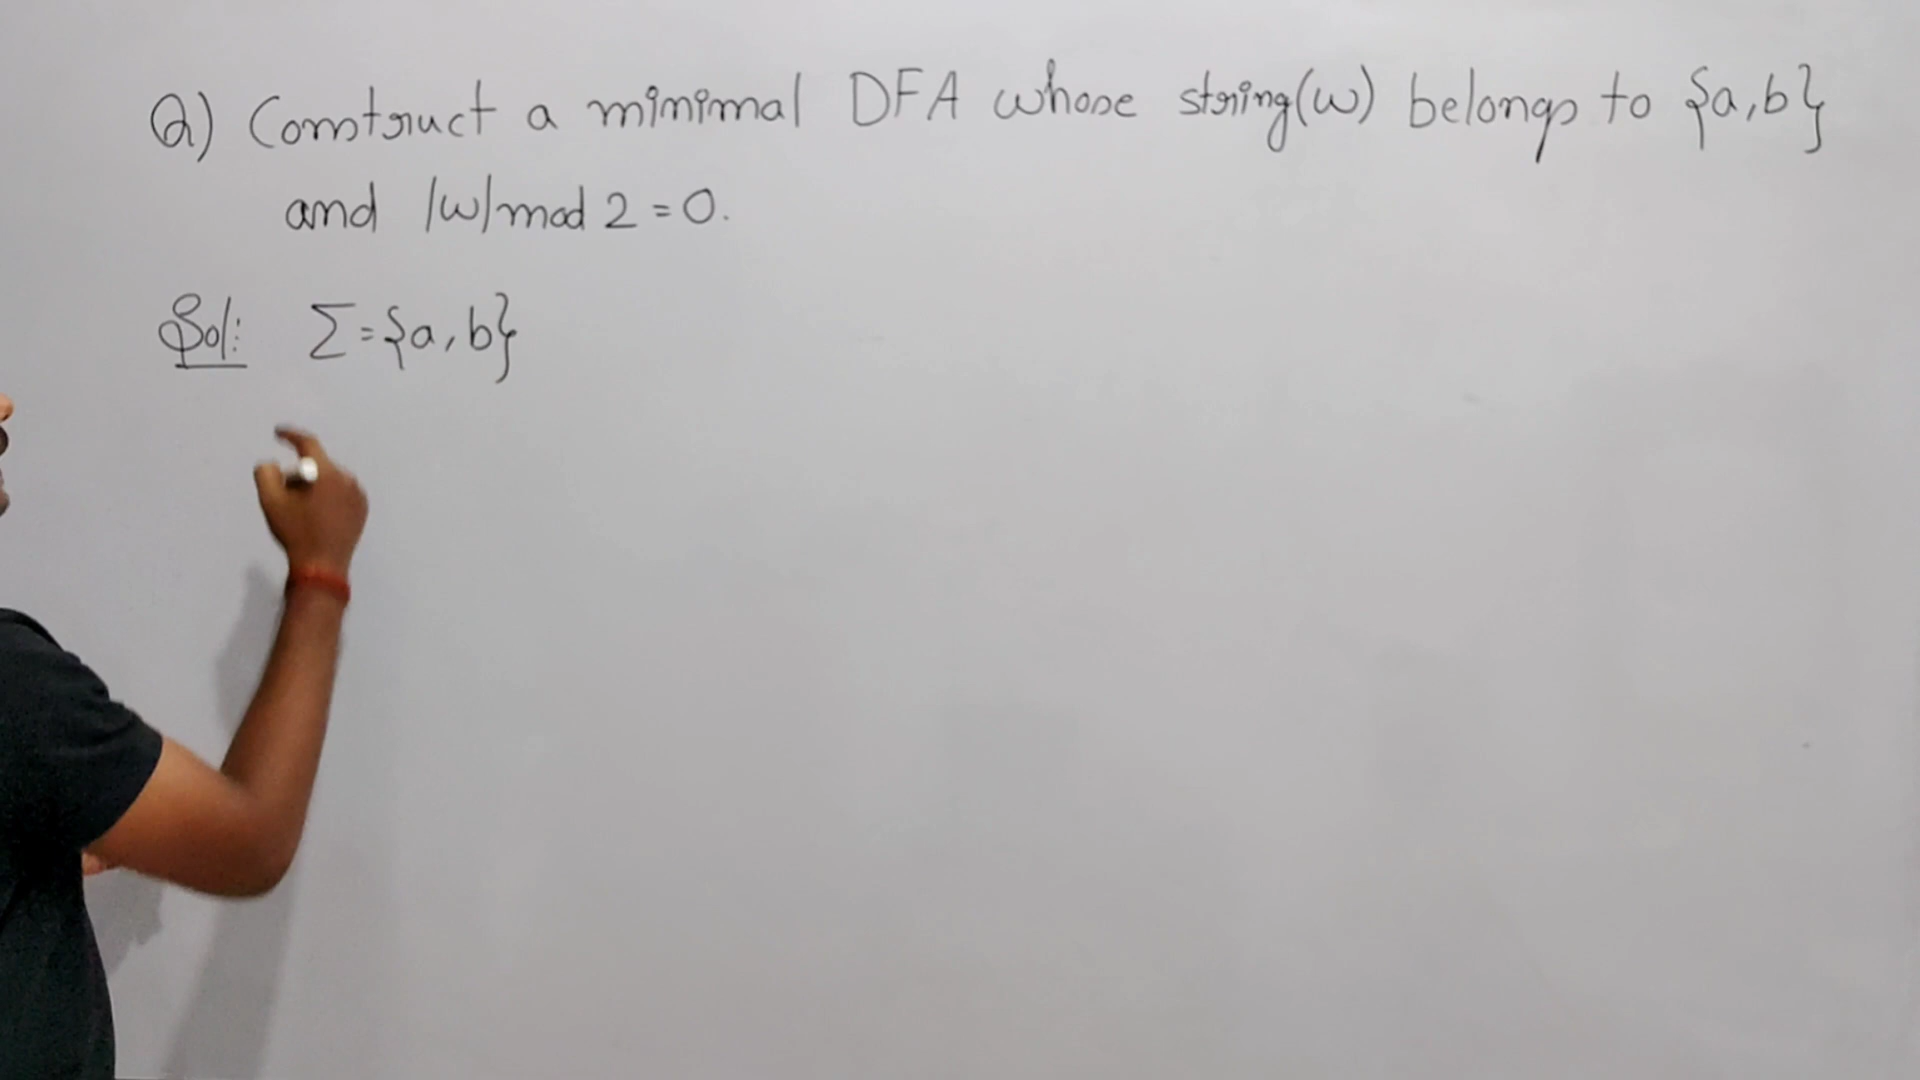 Q) Construct a minimal DFA whose string(w) belongs to {a,b}
and |w| mod 2 = 0.
Sol: Σ = {a, b}